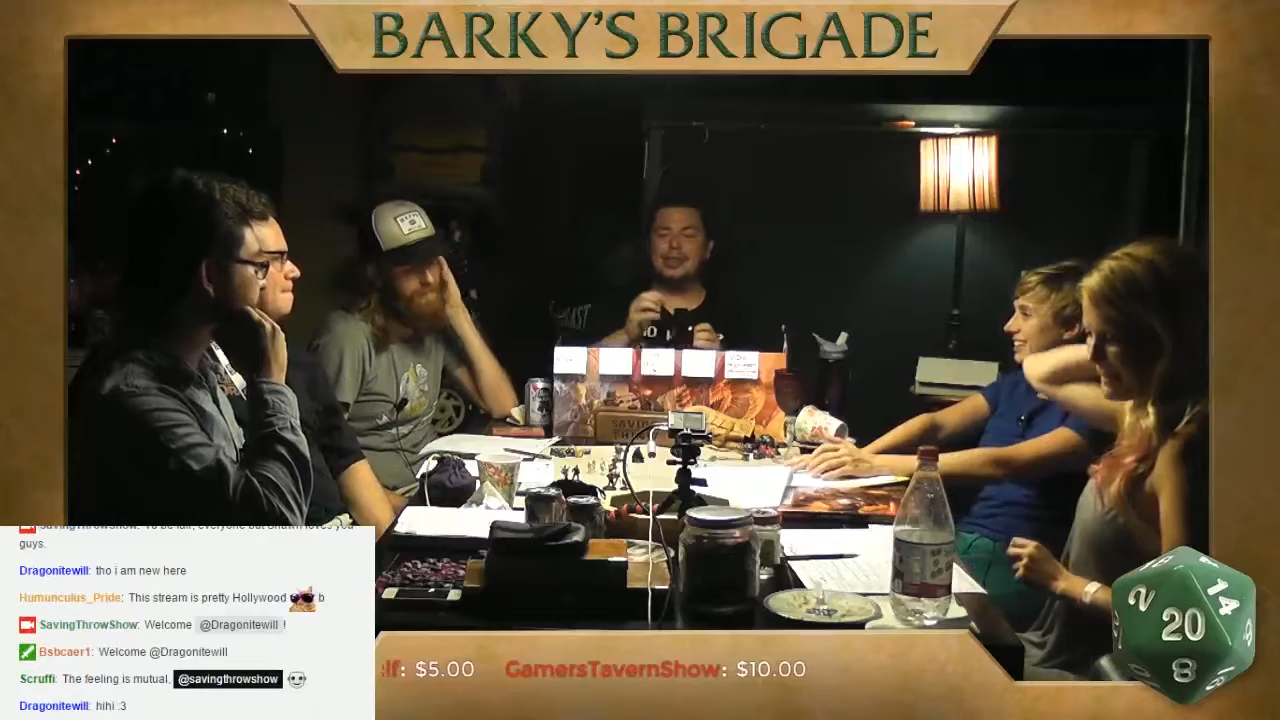 BARKY'S BRIGADE
SAVING
guys.
Dragonitewill: tho i am new here
Humunculus_Pride: This stream is pretty Hollywood b
SavingThrowShow: Welcome @Dragonitewill !
Bsbcaer1: Welcome @Dragonitewill
Scruffi: The feeling is mutual, @savingthrowshow
Dragonitewill: hihi :3
lf: $5.00 GamersTavernShow: $10.00
2
14
20
8